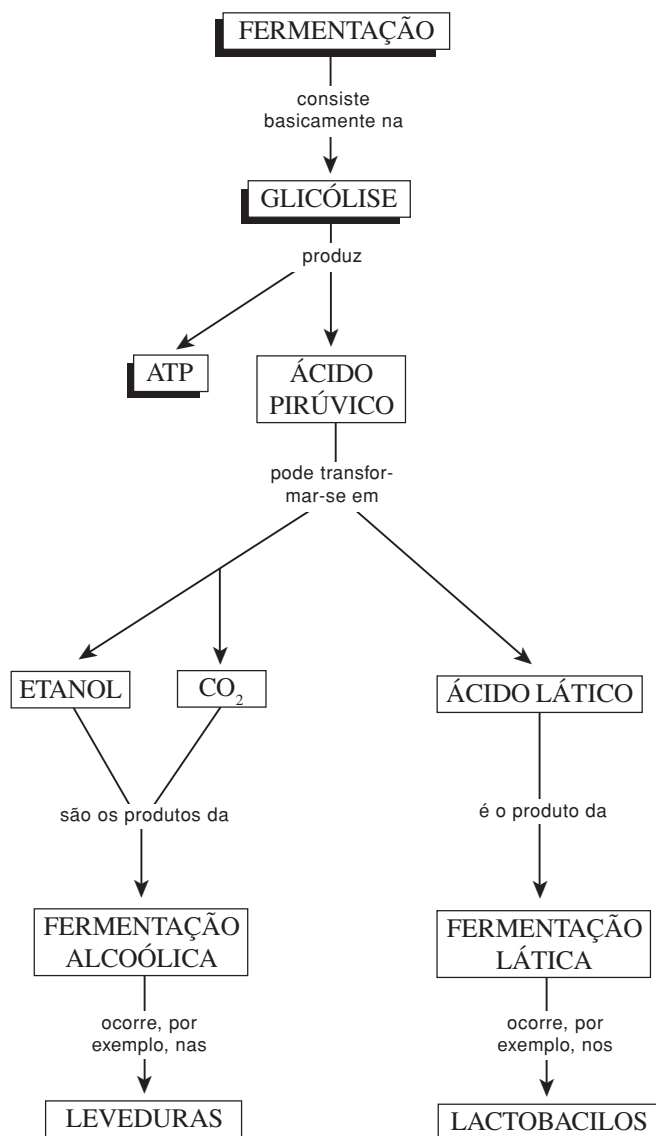 FERMENTAÇÃO
consiste
basicamente na
GLICÓLISE
produz
ATP
ÁCIDO
PIRÚVICO
pode transfor-
mar-se em
ETANOL
CO₂
ÁCIDO LÁTICO
são os produtos da
é o produto da
FERMENTAÇÃO
ALCOÓLICA
FERMENTAÇÃO
LÁTICA
ocorre, por
exemplo, nas
ocorre, por
exemplo, nos
LEVEDURAS
LACTOBACILOS